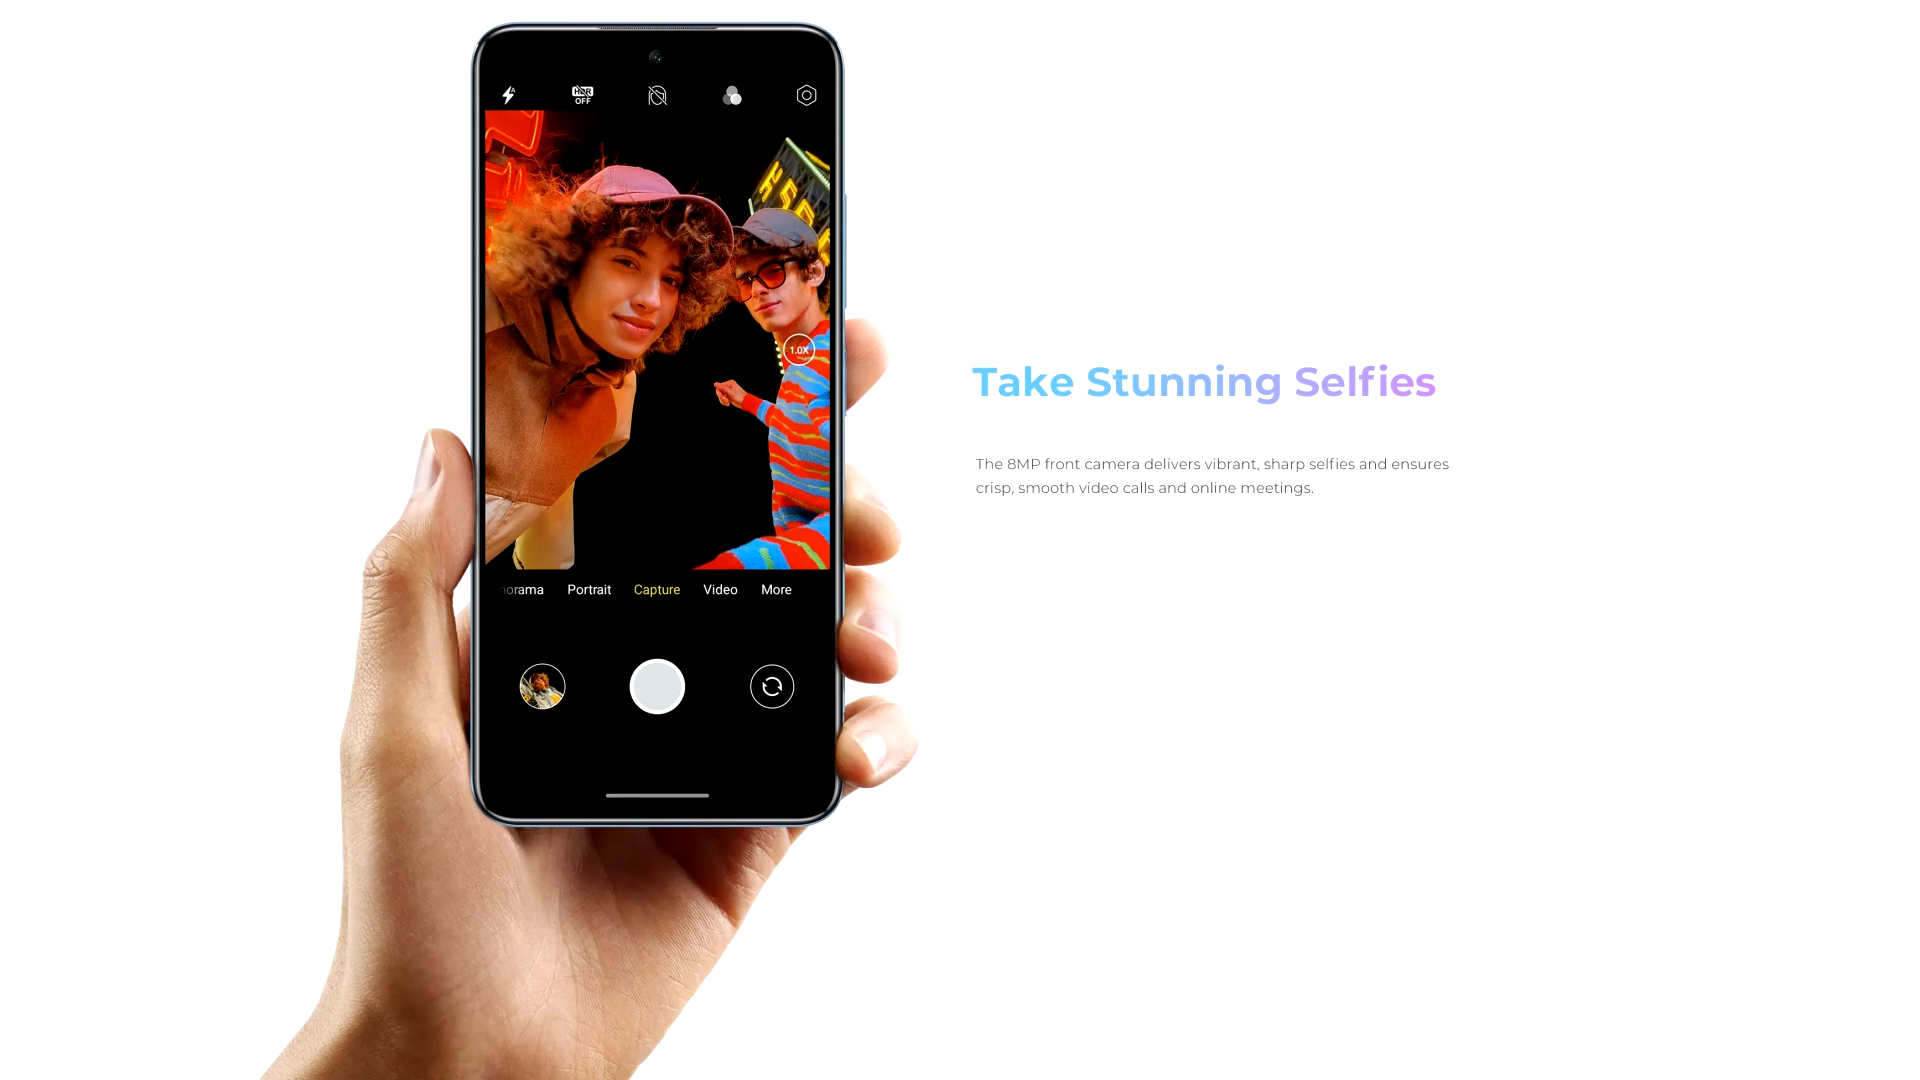 HDR
OFF
1.0X
norama Portrait Capture Video More
Take Stunning Selfies
The 8MP front camera delivers vibrant, sharp selfies and ensures
crisp, smooth video calls and online meetings.